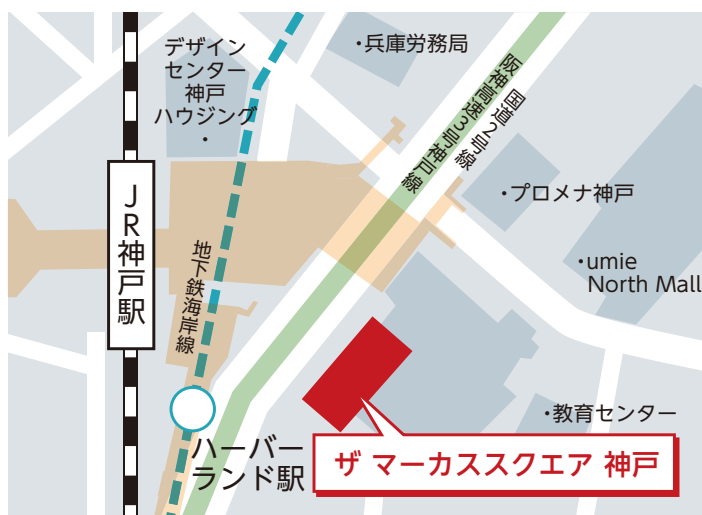 デザイン
センター
神戸
ハウジング
・兵庫労務局
国道2号線
阪神高速3号神戸線
・プロメナ神戸
JR神戸駅
地下鉄海岸線
・umie
North Mall
・教育センター
ハーバー
ランド駅
ザ マーカススクエア 神戸